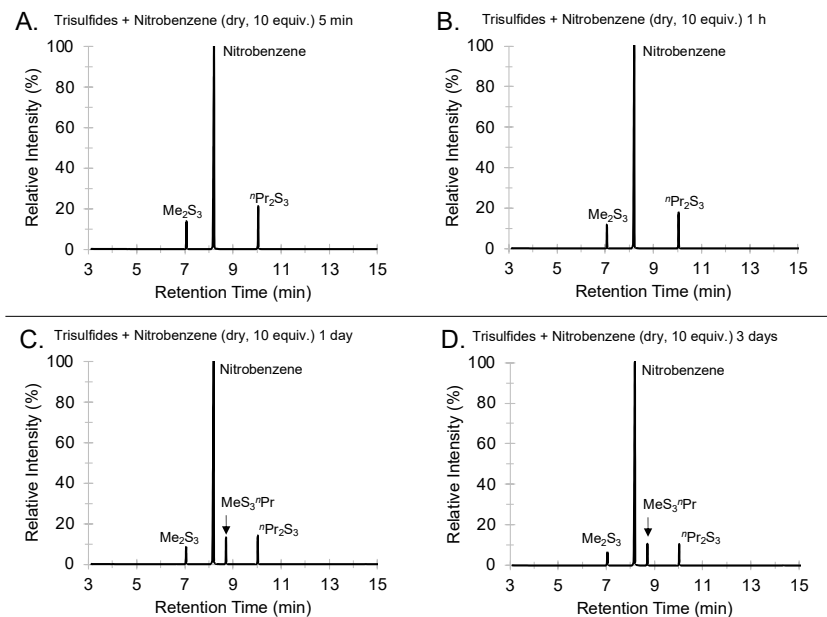 A. Trisulfides + Nitrobenzene (dry, 10 equiv.) 5 min
Relative Intensity (%)
100
80
60
40
20
0
Nitrobenzene
Me₂S₃
ⁿPr₂S₃
3 5 7 9 11 13 15
Retention Time (min)
B. Trisulfides + Nitrobenzene (dry, 10 equiv.) 1 h
Relative Intensity (%)
100
80
60
40
20
0
Nitrobenzene
Me₂S₃
ⁿPr₂S₃
3 5 7 9 11 13 15
Retention Time (min)
C. Trisulfides + Nitrobenzene (dry, 10 equiv.) 1 day
Relative Intensity (%)
100
80
60
40
20
0
Nitrobenzene
MeS₃ⁿPr
Me₂S₃
ⁿPr₂S₃
3 5 7 9 11 13 15
Retention Time (min)
D. Trisulfides + Nitrobenzene (dry, 10 equiv.) 3 days
Relative Intensity (%)
100
80
60
40
20
0
Nitrobenzene
MeS₃ⁿPr
Me₂S₃
ⁿPr₂S₃
3 5 7 9 11 13 15
Retention Time (min)